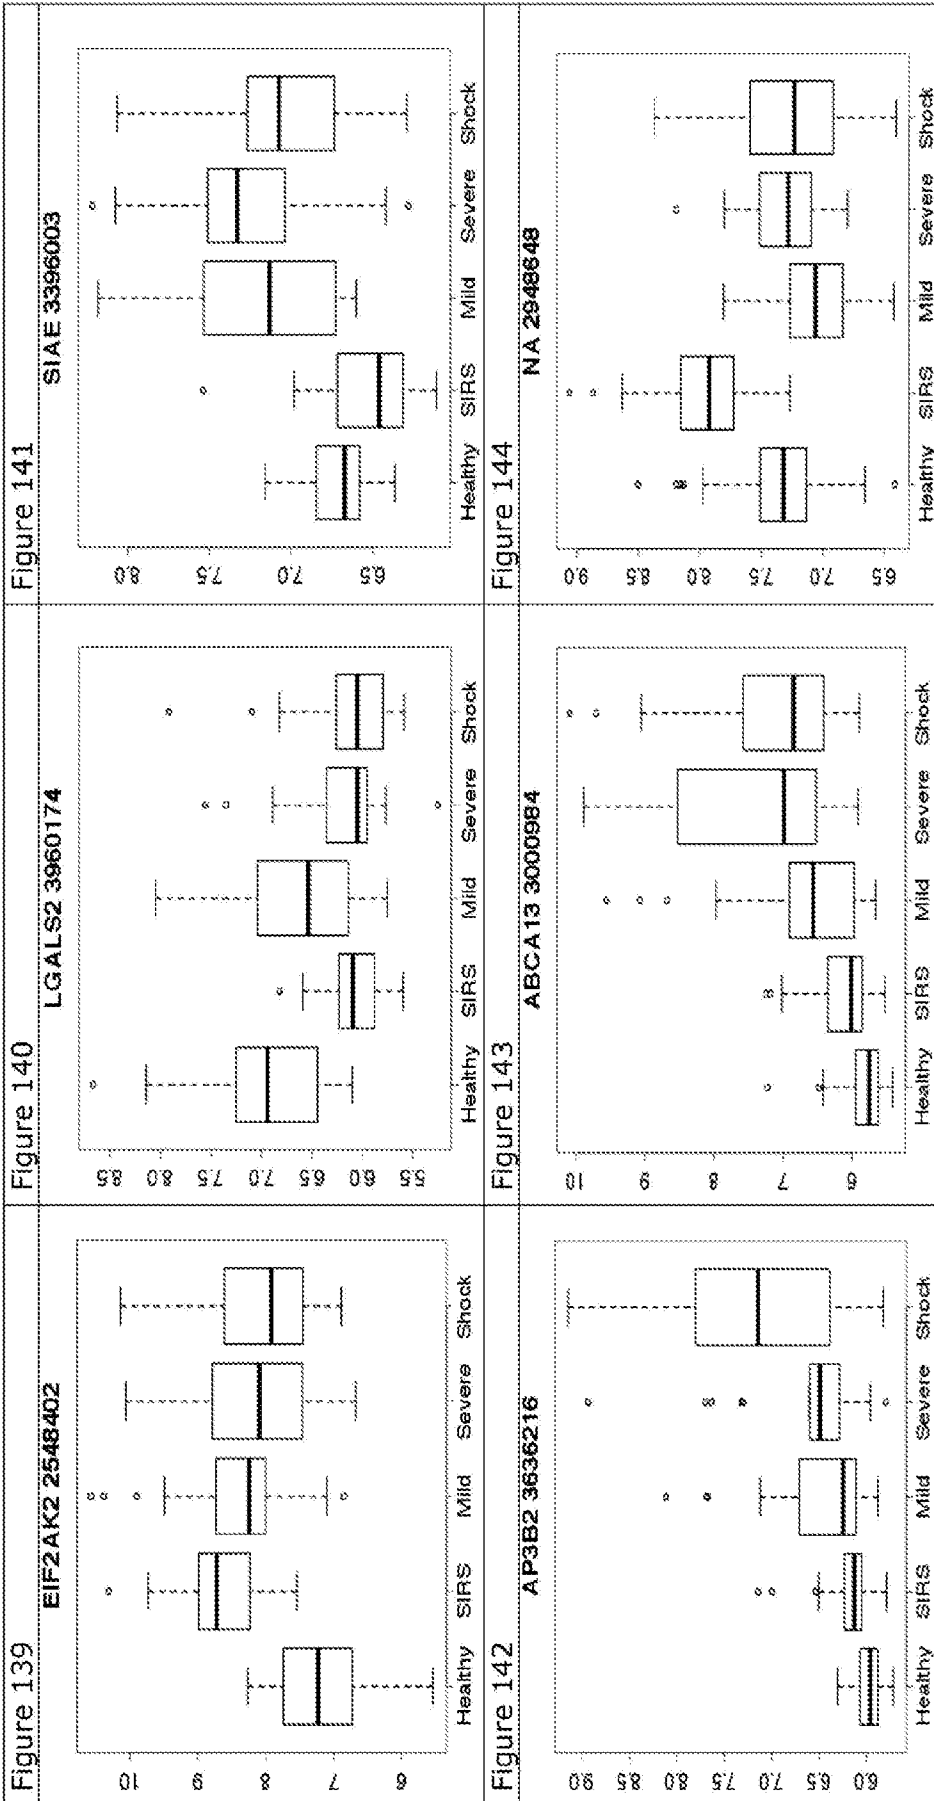 Figure 139
EIF2AK2 2548402
10
9
8
7
6
Healthy SIRS Mild Severe Shock
Figure 140
LGALS2 3960174
8.5
8.0
7.5
7.0
6.5
6.0
5.5
Healthy SIRS Mild Severe Shock
Figure 141
SIAE 3396003
8.0
7.5
7.0
6.5
Healthy SIRS Mild Severe Shock
Figure 142
AP3B2 3636216
9.0
8.5
8.0
7.5
7.0
6.5
6.0
Healthy SIRS Mild Severe Shock
Figure 143
ABCA13 3000984
10
9
8
7
6
Healthy SIRS Mild Severe Shock
Figure 144
NA 2948648
9.0
8.5
8.0
7.5
7.0
6.5
Healthy SIRS Mild Severe Shock